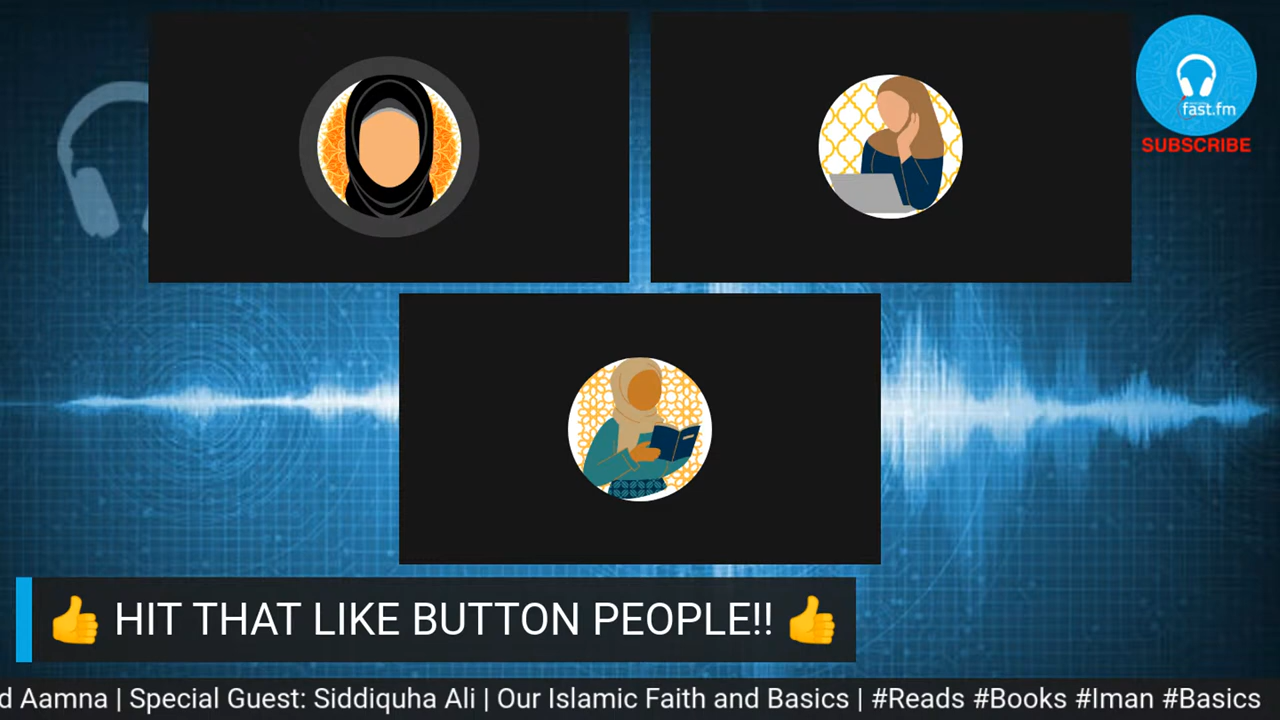 fast.fm
SUBSCRIBE
👍 HIT THAT LIKE BUTTON PEOPLE!! 👍
d Aamna | Special Guest: Siddiquha Ali | Our Islamic Faith and Basics | #Reads #Books #Iman #Basics